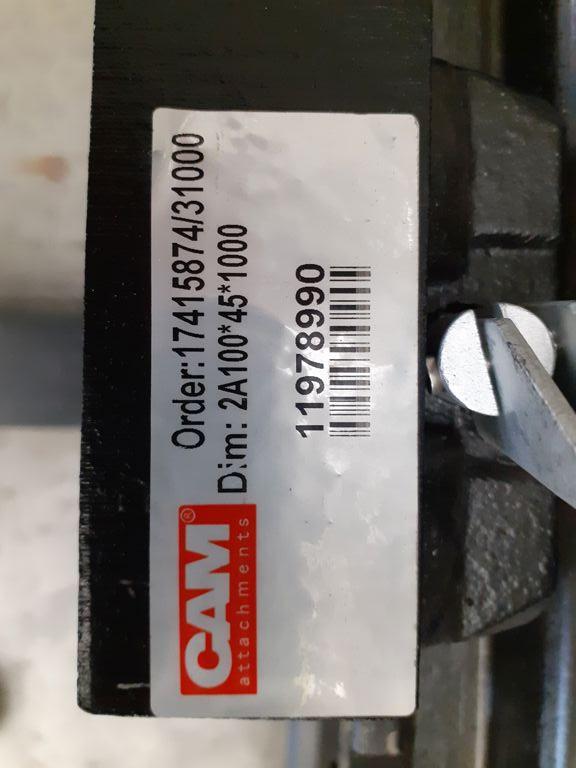 Order:17415874/31000
Dim: 2A100*45*1000
11978990
CAM®
attachments